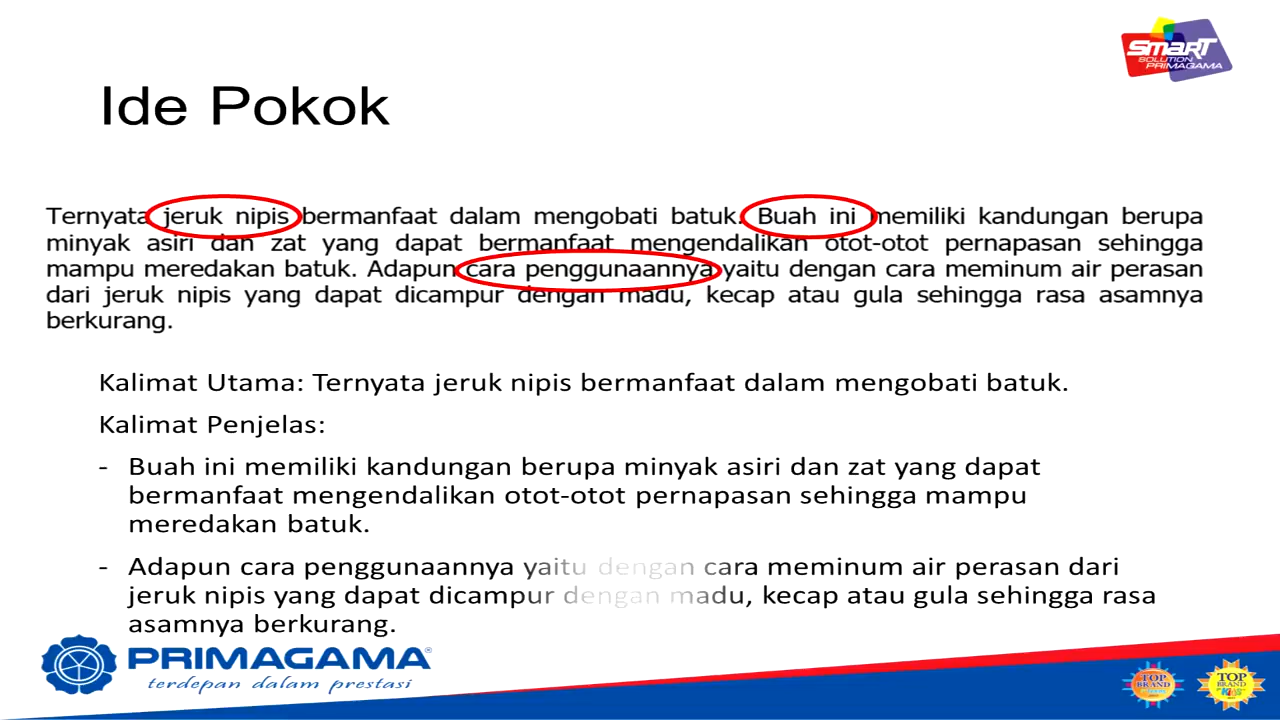 smarT
SOLUTION
PRIMAGAMA
Ide Pokok
Ternyata jeruk nipis bermanfaat dalam mengobati batuk. Buah ini memiliki kandungan berupa
minyak asiri dan zat yang dapat bermanfaat mengendalikan otot-otot pernapasan sehingga
mampu meredakan batuk. Adapun cara penggunaannya yaitu dengan cara meminum air perasan
dari jeruk nipis yang dapat dicampur dengan madu, kecap atau gula sehingga rasa asamnya
berkurang.
Kalimat Utama: Ternyata jeruk nipis bermanfaat dalam mengobati batuk.
Kalimat Penjelas:
- Buah ini memiliki kandungan berupa minyak asiri dan zat yang dapat
bermanfaat mengendalikan otot-otot pernapasan sehingga mampu
meredakan batuk.
- Adapun cara penggunaannya yaitu dengan cara meminum air perasan dari
jeruk nipis yang dapat dicampur dengan madu, kecap atau gula sehingga rasa
asamnya berkurang.
PRIMAGAMA®
terdepan dalam prestasi
TOP
BRAND
TOP
BRAND
KIDS